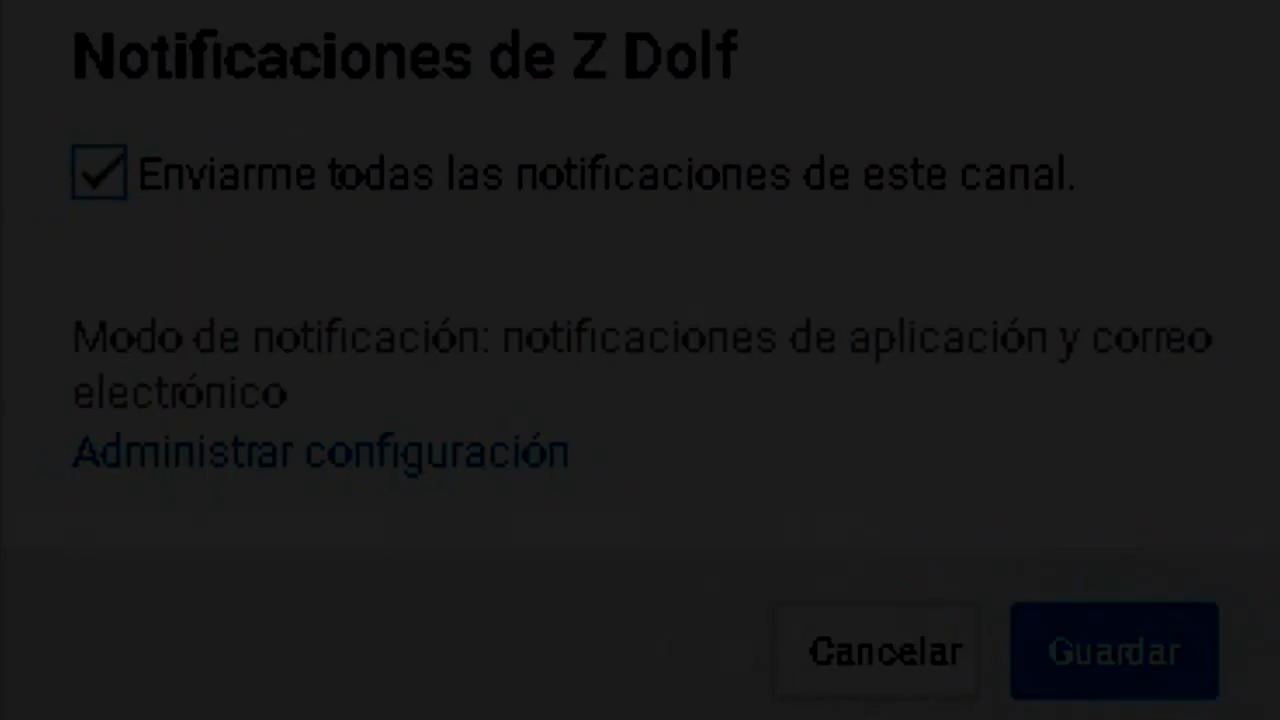 Notificaciones de Z Dolf
Enviarme todas las notificaciones de este canal.
Modo de notificación: notificaciones de aplicación y correo
electrónico
Administrar configuración
Cancelar
Guardar